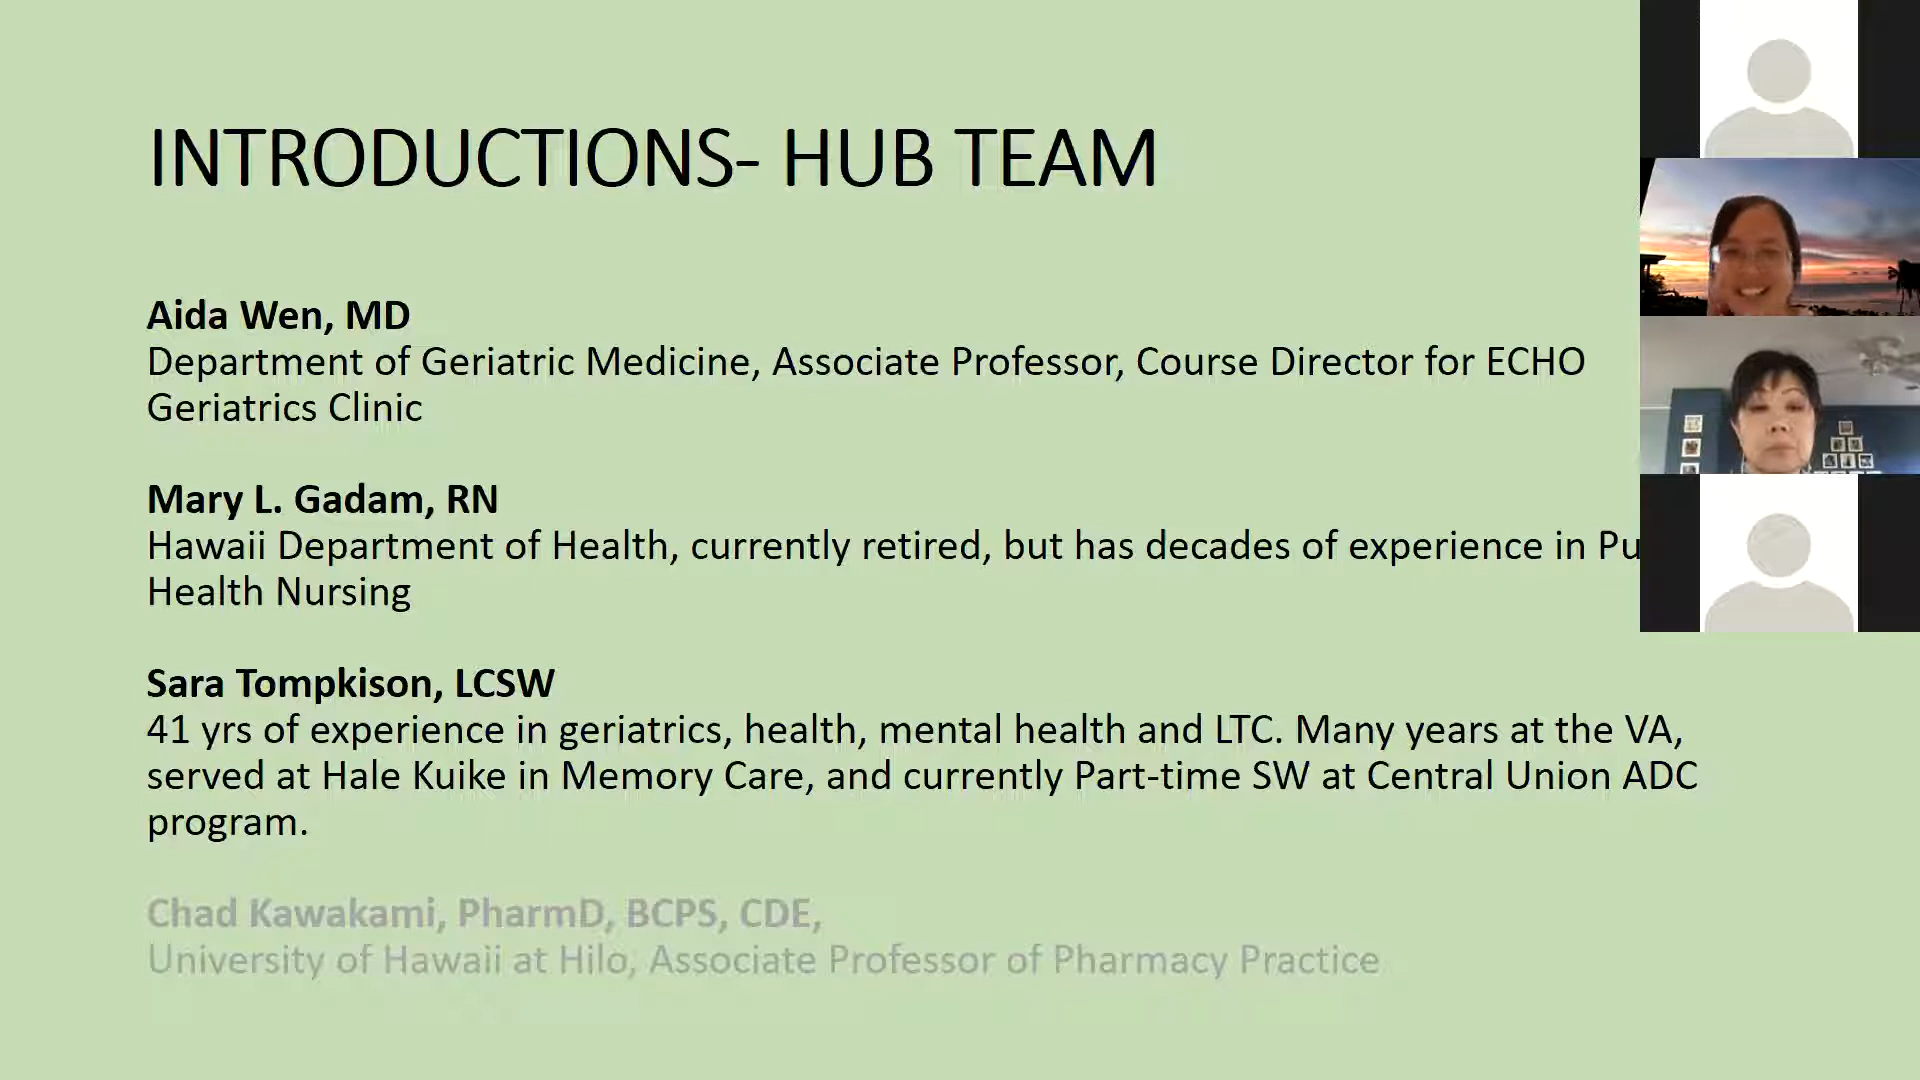 INTRODUCTIONS- HUB TEAM
Aida Wen, MD
Department of Geriatric Medicine, Associate Professor, Course Director for ECHO
Geriatrics Clinic
Mary L. Gadam, RN
Hawaii Department of Health, currently retired, but has decades of experience in Pu
Health Nursing
Sara Tompkison, LCSW
41 yrs of experience in geriatrics, health, mental health and LTC. Many years at the VA,
served at Hale Kuike in Memory Care, and currently Part-time SW at Central Union ADC
program.
Chad Kawakami, PharmD, BCPS, CDE,
University of Hawaii at Hilo, Associate Professor of Pharmacy Practice